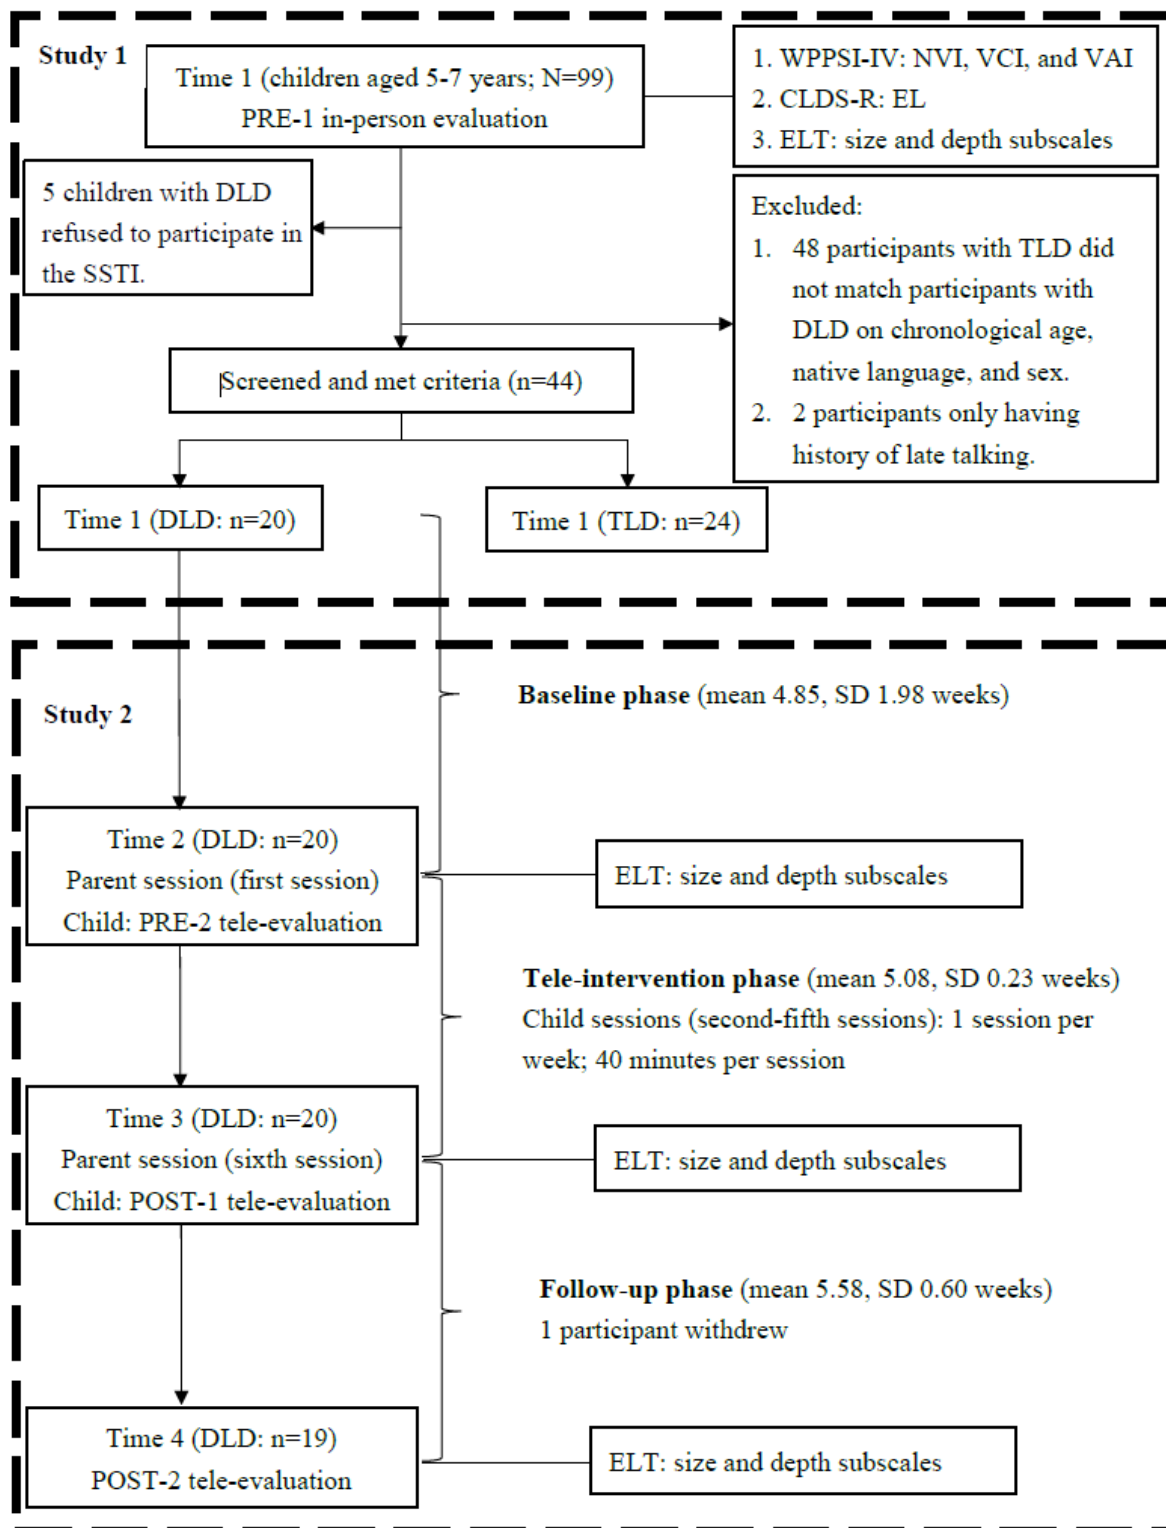 Study 1
Time 1 (children aged 5-7 years; N=99)
PRE-1 in-person evaluation
1. WPPSI-IV: NVI, VCI, and VAI
2. CLDS-R: EL
3. ELT: size and depth subscales
5 children with DLD
refused to participate in
the SSTI.
Excluded:
1. 48 participants with TLD did
not match participants with
DLD on chronological age,
native language, and sex.
2. 2 participants only having
history of late talking.
Screened and met criteria (n=44)
Time 1 (DLD: n=20)
Time 1 (TLD: n=24)
Baseline phase (mean 4.85, SD 1.98 weeks)
Study 2
Time 2 (DLD: n=20)
Parent session (first session)
Child: PRE-2 tele-evaluation
ELT: size and depth subscales
Tele-intervention phase (mean 5.08, SD 0.23 weeks)
Child sessions (second-fifth sessions): 1 session per
week; 40 minutes per session
Time 3 (DLD: n=20)
Parent session (sixth session)
Child: POST-1 tele-evaluation
ELT: size and depth subscales
Follow-up phase (mean 5.58, SD 0.60 weeks)
1 participant withdrew
Time 4 (DLD: n=19)
POST-2 tele-evaluation
ELT: size and depth subscales